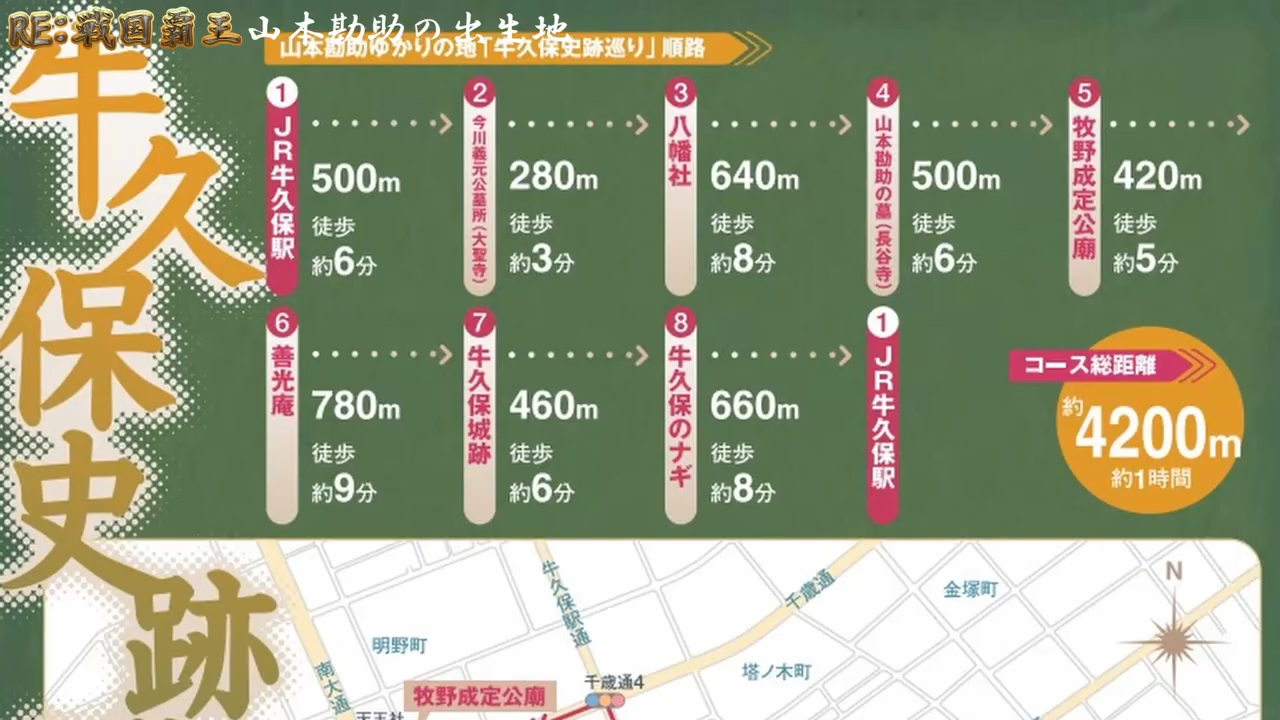 RE:戦国覇王 山本勘助の出生地
山本勘助ゆかりの地「牛久保史跡巡り」順路
牛久保史跡
1 JR牛久保駅
500m
徒歩
約6分
2 今川義元公墓所(大聖寺)
280m
徒歩
約3分
3 八幡社
640m
徒歩
約8分
4 山本勘助の墓(長谷寺)
500m
徒歩
約6分
5 牧野成定公廟
420m
徒歩
約5分
6 善光庵
780m
徒歩
約9分
7 牛久保城跡
460m
徒歩
約6分
8 牛久保のナギ
660m
徒歩
約8分
1 JR牛久保駅
コース総距離
約4200m
約1時間
牛久保駅通
千歳通
金塚町
N
明野町
南大通
塔ノ木町
千歳通4
牧野成定公廟
天王社